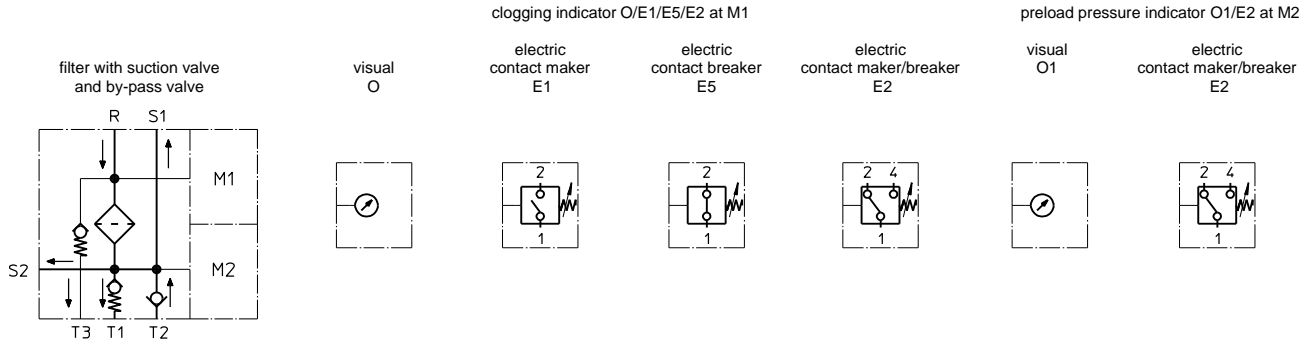 clogging indicator O/E1/E5/E2 at M1
preload pressure indicator O1/E2 at M2
filter with suction valve
and by-pass valve
visual
O
electric
contact maker
E1
electric
contact breaker
E5
electric
contact maker/breaker
E2
visual
O1
electric
contact maker/breaker
E2
R S1
M1
M2
S2
T3 T1 T2
2
1
2
1
2 4
1
2 4
1